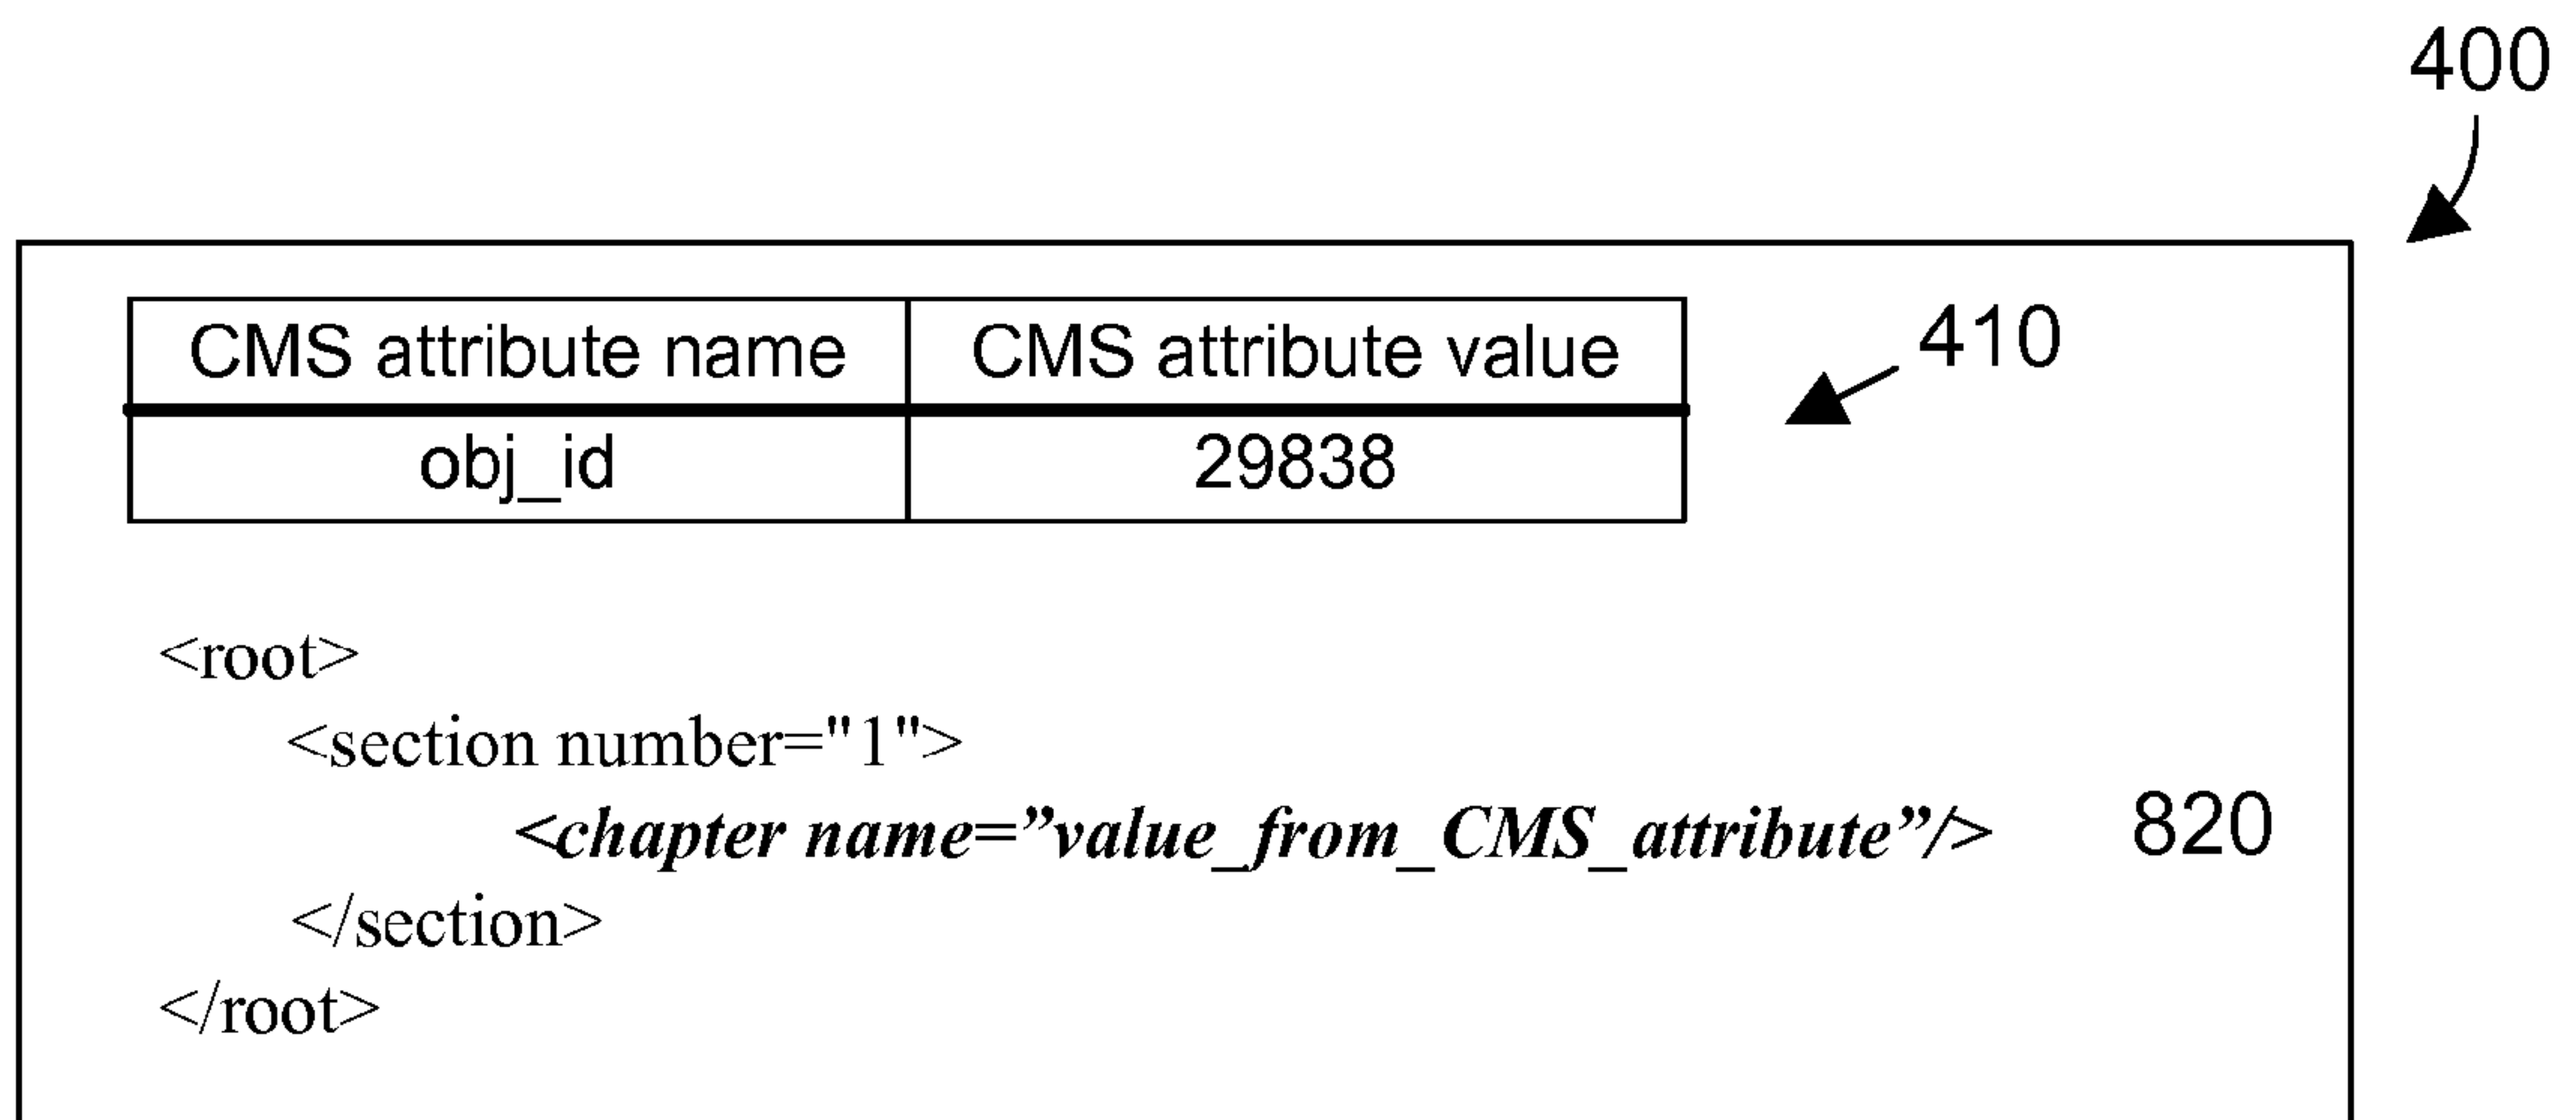 400
CMS attribute name CMS attribute value
410
obj_id 29838
<root>
<section number="1">
<chapter name=”value_from_CMS_attribute”/> 820
</section>
</root>